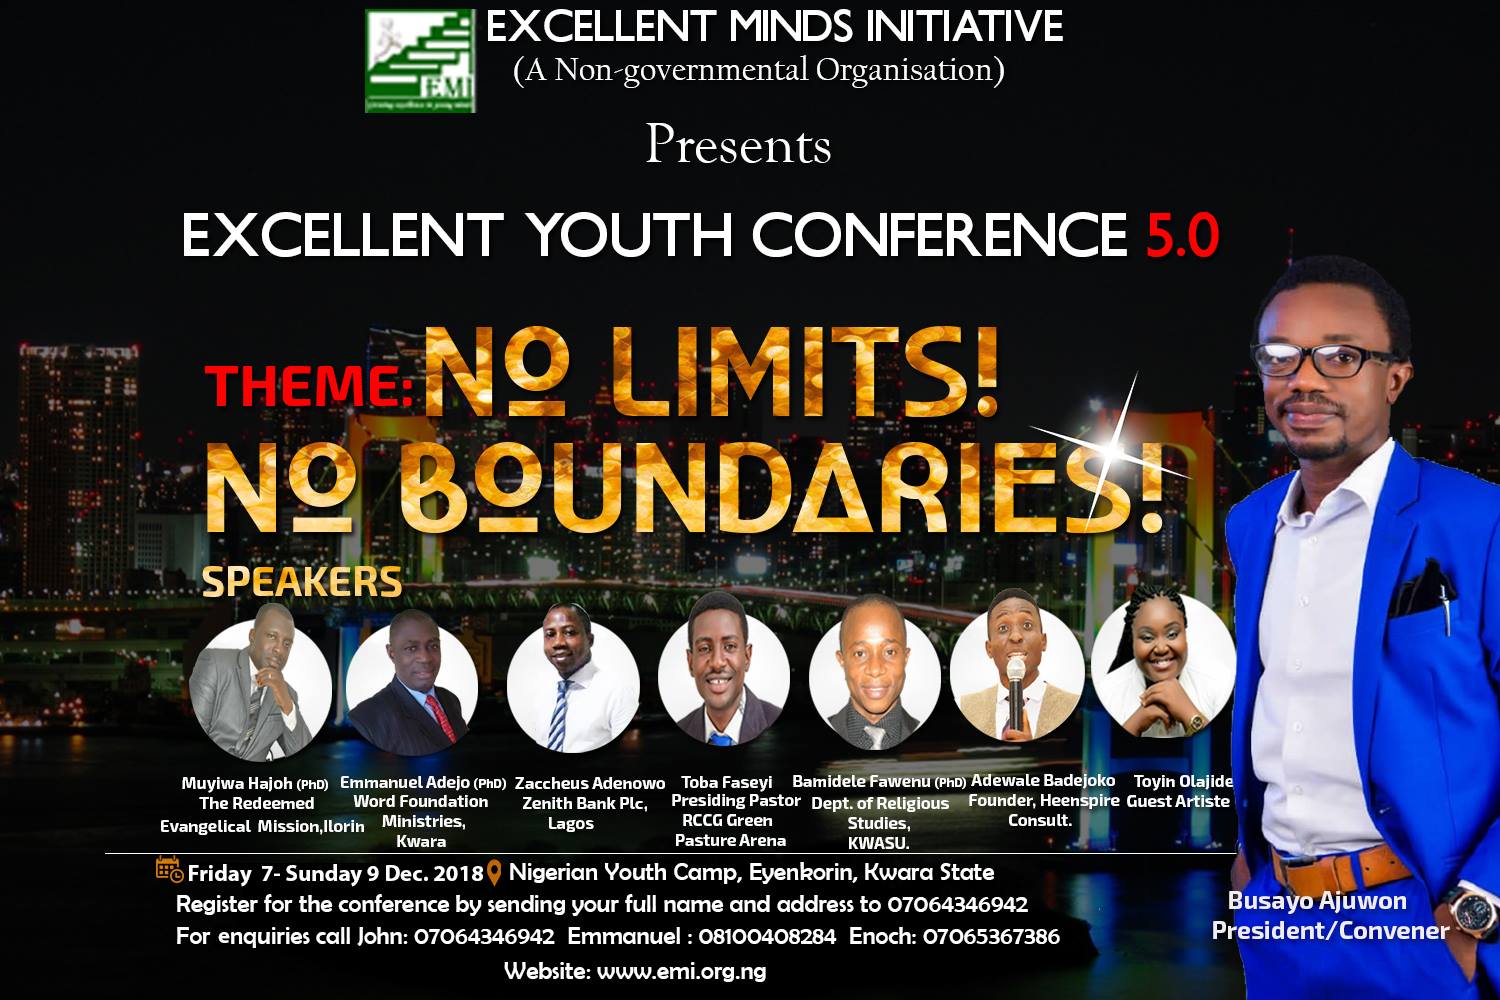 EXCELLENT MINDS INITIATIVE
(A Non-governmental Organisation)
EMI
Presents
EXCELLENT YOUTH CONFERENCE 5.0
THEME: NO LIMITS!
NO BOUNDARIES!
SPEAKERS
Muyiwa Hajoh (PhD)
The Redeemed
Evangelical Mission,Ilorin
Emmanuel Adejo (PhD)
Word Foundation
Ministries,
Kwara
Zaccheus Adenowo
Zenith Bank Plc,
Lagos
Toba Faseyi
Presiding Pastor
RCCG Green
Pasture Arena
Bamidele Fawenu (PhD)
Dept. of Religious
Studies,
KWASU.
Adewale Badejoko
Founder, Heenspire
Consult.
Toyin Olajide
Guest Artiste
Friday 7- Sunday 9 Dec. 2018 Nigerian Youth Camp, Eyenkorin, Kwara State
Register for the conference by sending your full name and address to 07064346942
For enquiries call John: 07064346942 Emmanuel : 08100408284 Enoch: 07065367386
Website: www.emi.org.ng
Busayo Ajuwon
President/Convener